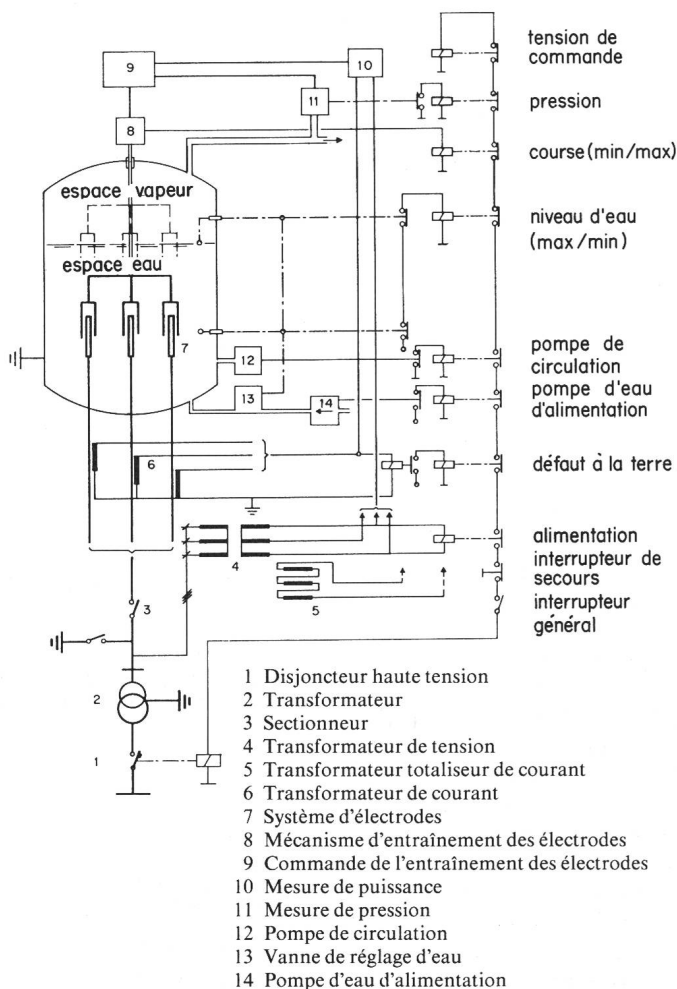 tension de
commande
9
10
11
pression
8
course (min/max)
espace vapeur
niveau d'eau
(max/min)
espace eau
7
pompe de
circulation
12
pompe d'eau
d'alimentation
13
14
6
défaut à la terre
alimentation
4
interrupteur de
secours
5
3
interrupteur
général
2
1
1 Disjoncteur haute tension
2 Transformateur
3 Sectionneur
4 Transformateur de tension
5 Transformateur totaliseur de courant
6 Transformateur de courant
7 Système d'électrodes
8 Mécanisme d'entraînement des électrodes
9 Commande de l'entraînement des électrodes
10 Mesure de puissance
11 Mesure de pression
12 Pompe de circulation
13 Vanne de réglage d'eau
14 Pompe d'eau d'alimentation